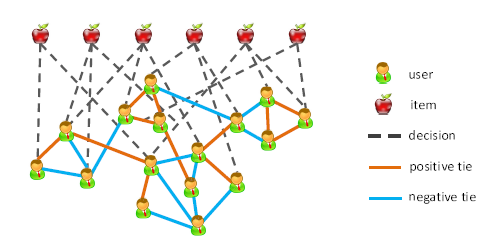 user
item
decision
positive tie
negative tie